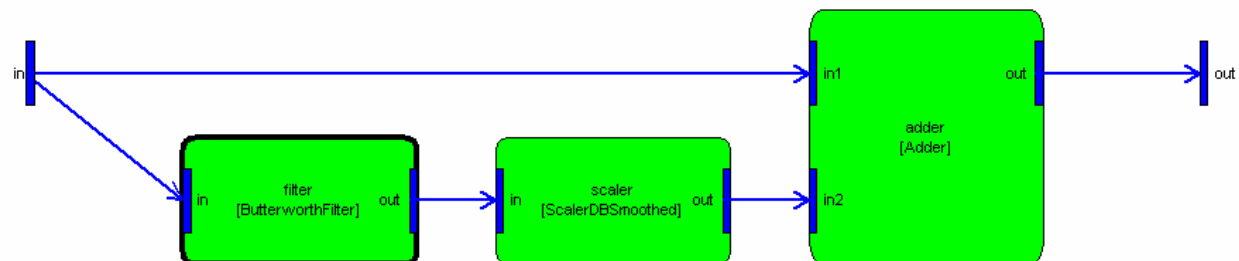 in
in1
out
out
adder
[Adder]
in
filter
[ButterworthFilter]
out
in
scaler
[ScalerDBSmoothed]
out
in2